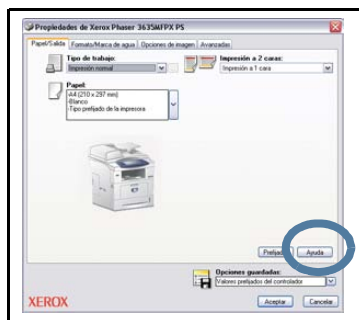 Propiedades de Xerox Phaser 3635MFPX PS
Papel/Salida Formato/Marca de agua Opciones de imagen Avanzadas
Tipo de trabajo: Impresión a 2 caras:
Impresión normal Impresión a 1 cara
Papel:
-A4 (210 x 297 mm)
-Blanco
-Tipo prefijado de la impresora
Ayuda
Opciones guardadas:
Valores prefijados del controlador
XEROX Aceptar Cancelar